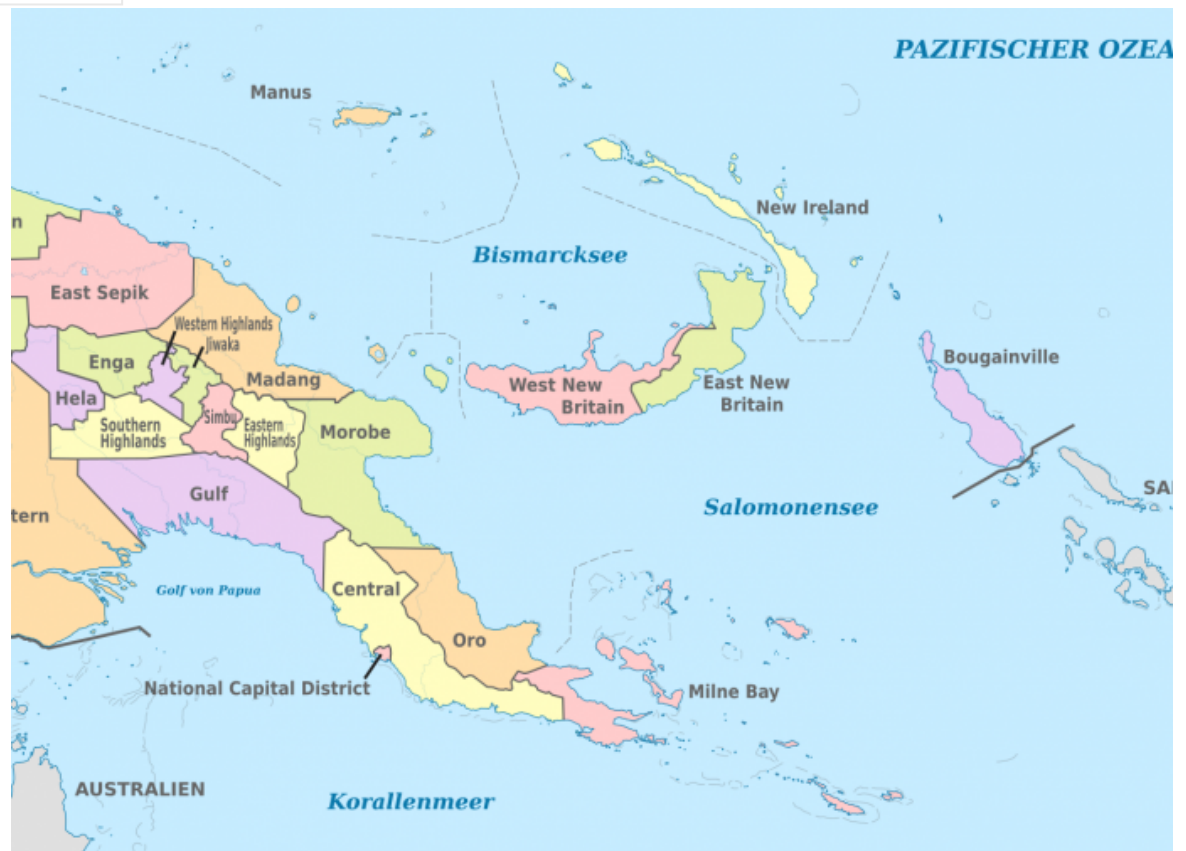 PAZIFISCHER OZEA
Manus
New Ireland
n
Bismarcksee
East Sepik
Western Highlands
Jiwaka
Enga
Bougainville
Madang
West New
Britain
East New
Britain
Hela
Simbu
Southern
Highlands
Eastern
Highlands
Morobe
Gulf
SA
Salomonensee
tern
Golf von Papua
Central
Oro
National Capital District
Milne Bay
AUSTRALIEN
Korallenmeer